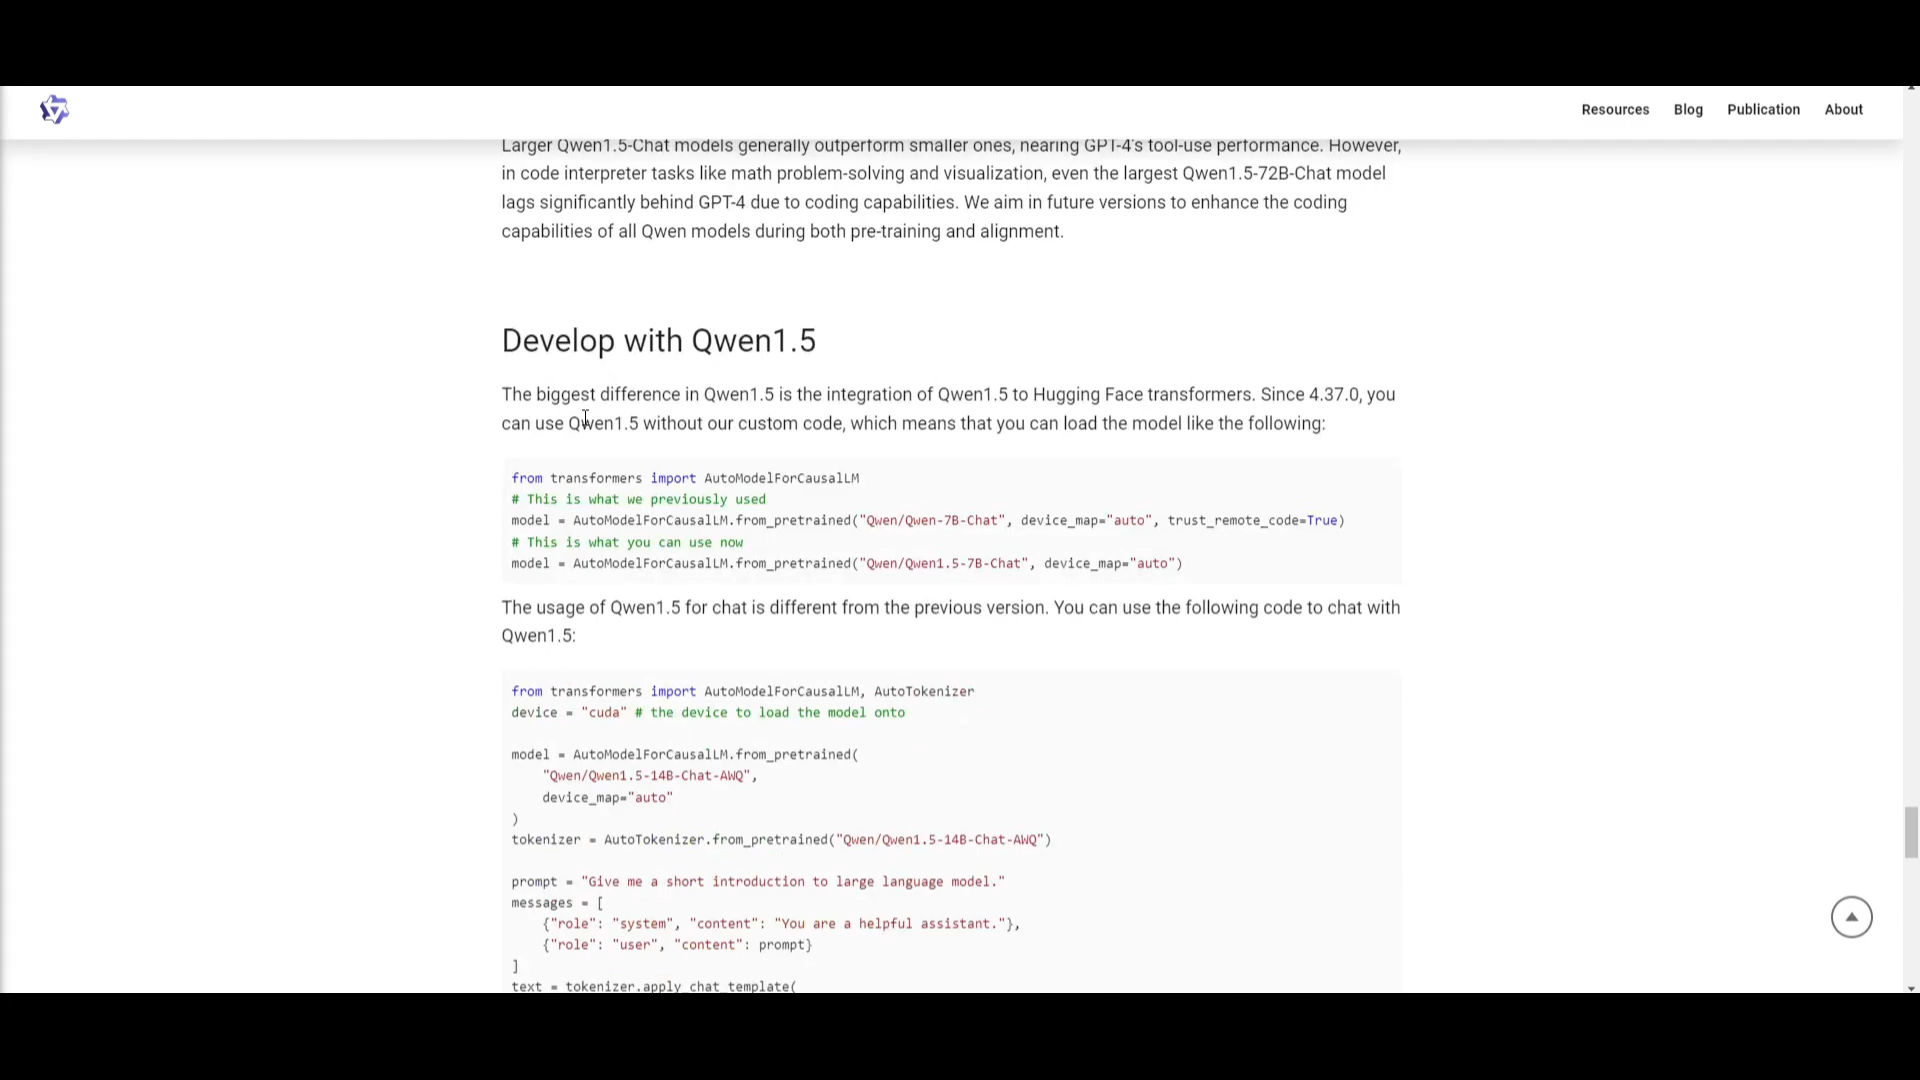 Resources Blog Publication About
Larger Qwen1.5-Chat models generally outperform smaller ones, nearing GPT-4's tool-use performance. However,
in code interpreter tasks like math problem-solving and visualization, even the largest Qwen1.5-72B-Chat model
lags significantly behind GPT-4 due to coding capabilities. We aim in future versions to enhance the coding
capabilities of all Qwen models during both pre-training and alignment.
Develop with Qwen1.5
The biggest difference in Qwen1.5 is the integration of Qwen1.5 to Hugging Face transformers. Since 4.37.0, you
can use Qwen1.5 without our custom code, which means that you can load the model like the following:
from transformers import AutoModelForCausalLM
# This is what we previously used
model = AutoModelForCausalLM.from_pretrained("Qwen/Qwen-7B-Chat", device_map="auto", trust_remote_code=True)
# This is what you can use now
model = AutoModelForCausalLM.from_pretrained("Qwen/Qwen1.5-7B-Chat", device_map="auto")
The usage of Qwen1.5 for chat is different from the previous version. You can use the following code to chat with
Qwen1.5:
from transformers import AutoModelForCausalLM, AutoTokenizer
device = "cuda" # the device to load the model onto
model = AutoModelForCausalLM.from_pretrained(
    "Qwen/Qwen1.5-14B-Chat-AWQ",
    device_map="auto"
)
tokenizer = AutoTokenizer.from_pretrained("Qwen/Qwen1.5-14B-Chat-AWQ")
prompt = "Give me a short introduction to large language model."
messages = [
    {"role": "system", "content": "You are a helpful assistant."},
    {"role": "user", "content": prompt}
]
text = tokenizer.apply_chat_template(